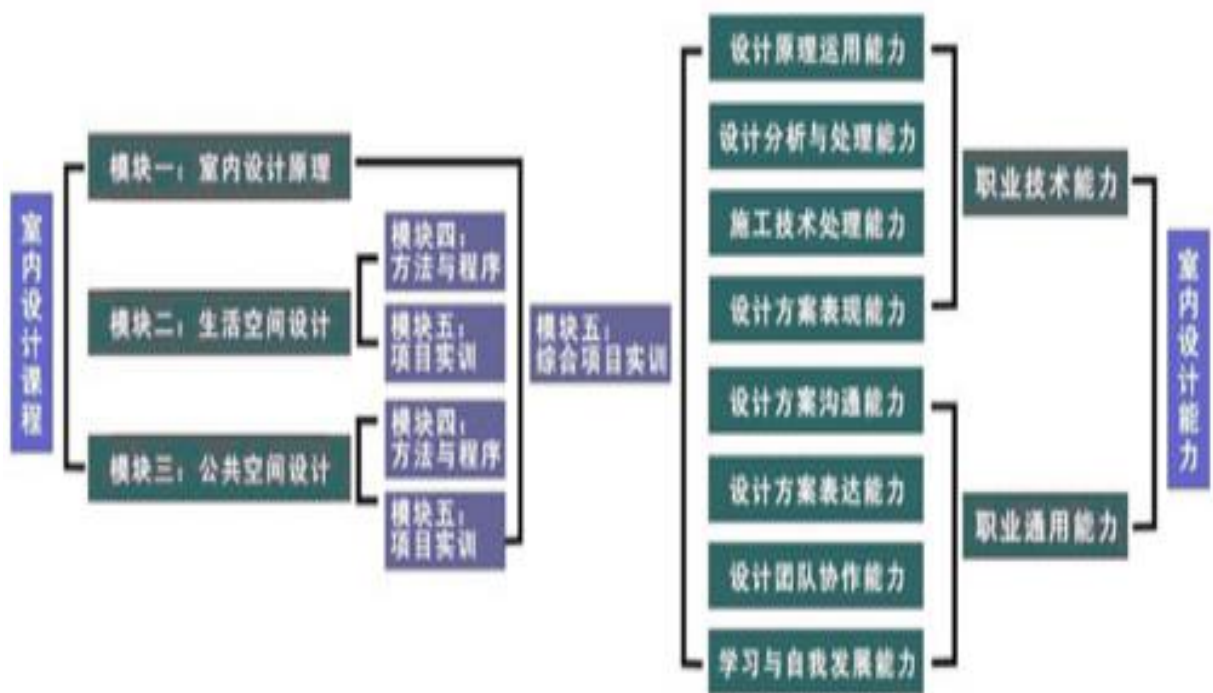 室内设计课程
模块一：室内设计原理
模块二：生活空间设计
模块三：公共空间设计
模块四：
方法与程序
模块五：
项目实训
模块四：
方法与程序
模块五：
项目实训
模块五：
综合项目实训
设计原理运用能力
设计分析与处理能力
施工技术处理能力
设计方案表现能力
设计方案沟通能力
设计方案表达能力
设计团队协作能力
学习与自我发展能力
职业技术能力
职业通用能力
室内设计能力